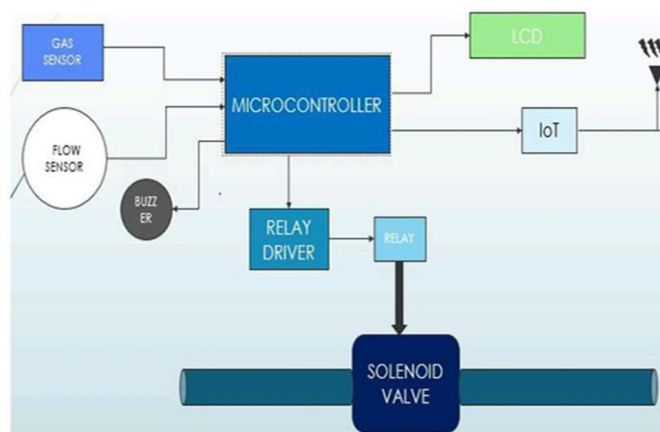 GAS
SENSOR
LCD
MICROCONTROLLER
IoT
FLOW
SENSOR
BUZZ
ER
RELAY
DRIVER
RELAY
SOLENOID
VALVE